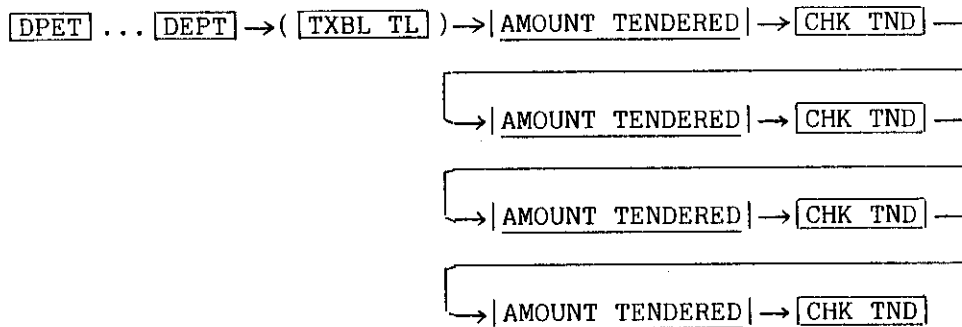 DPET ... DEPT →( TXBL TL )→| AMOUNT TENDERED |→ CHK TND
→| AMOUNT TENDERED |→ CHK TND
→| AMOUNT TENDERED |→ CHK TND
→| AMOUNT TENDERED |→ CHK TND